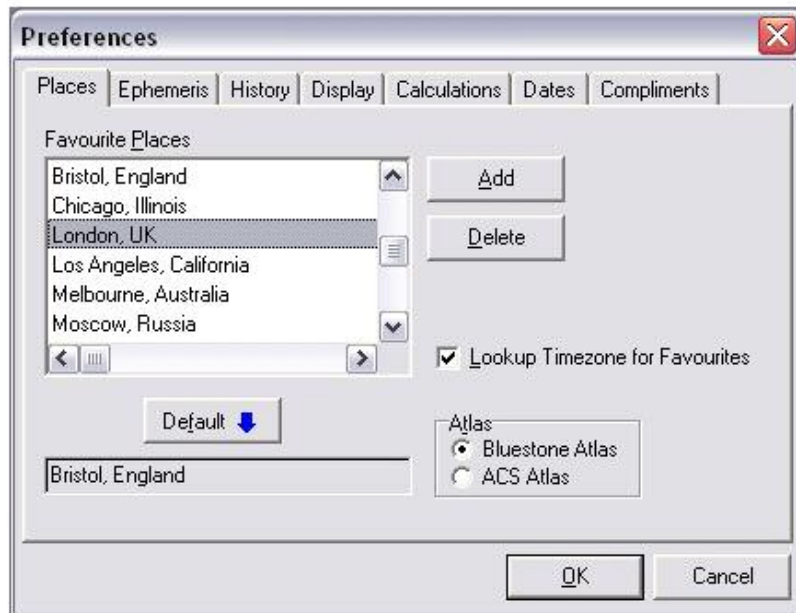 Preferences
Places Ephemeris History Display Calculations Dates Compliments
Favourite Places
Bristol, England
Chicago, Illinois
London, UK
Los Angeles, California
Melbourne, Australia
Moscow, Russia
Add
Delete
Lookup Timezone for Favourites
Default
Bristol, England
Atlas
Bluestone Atlas
ACS Atlas
OK Cancel